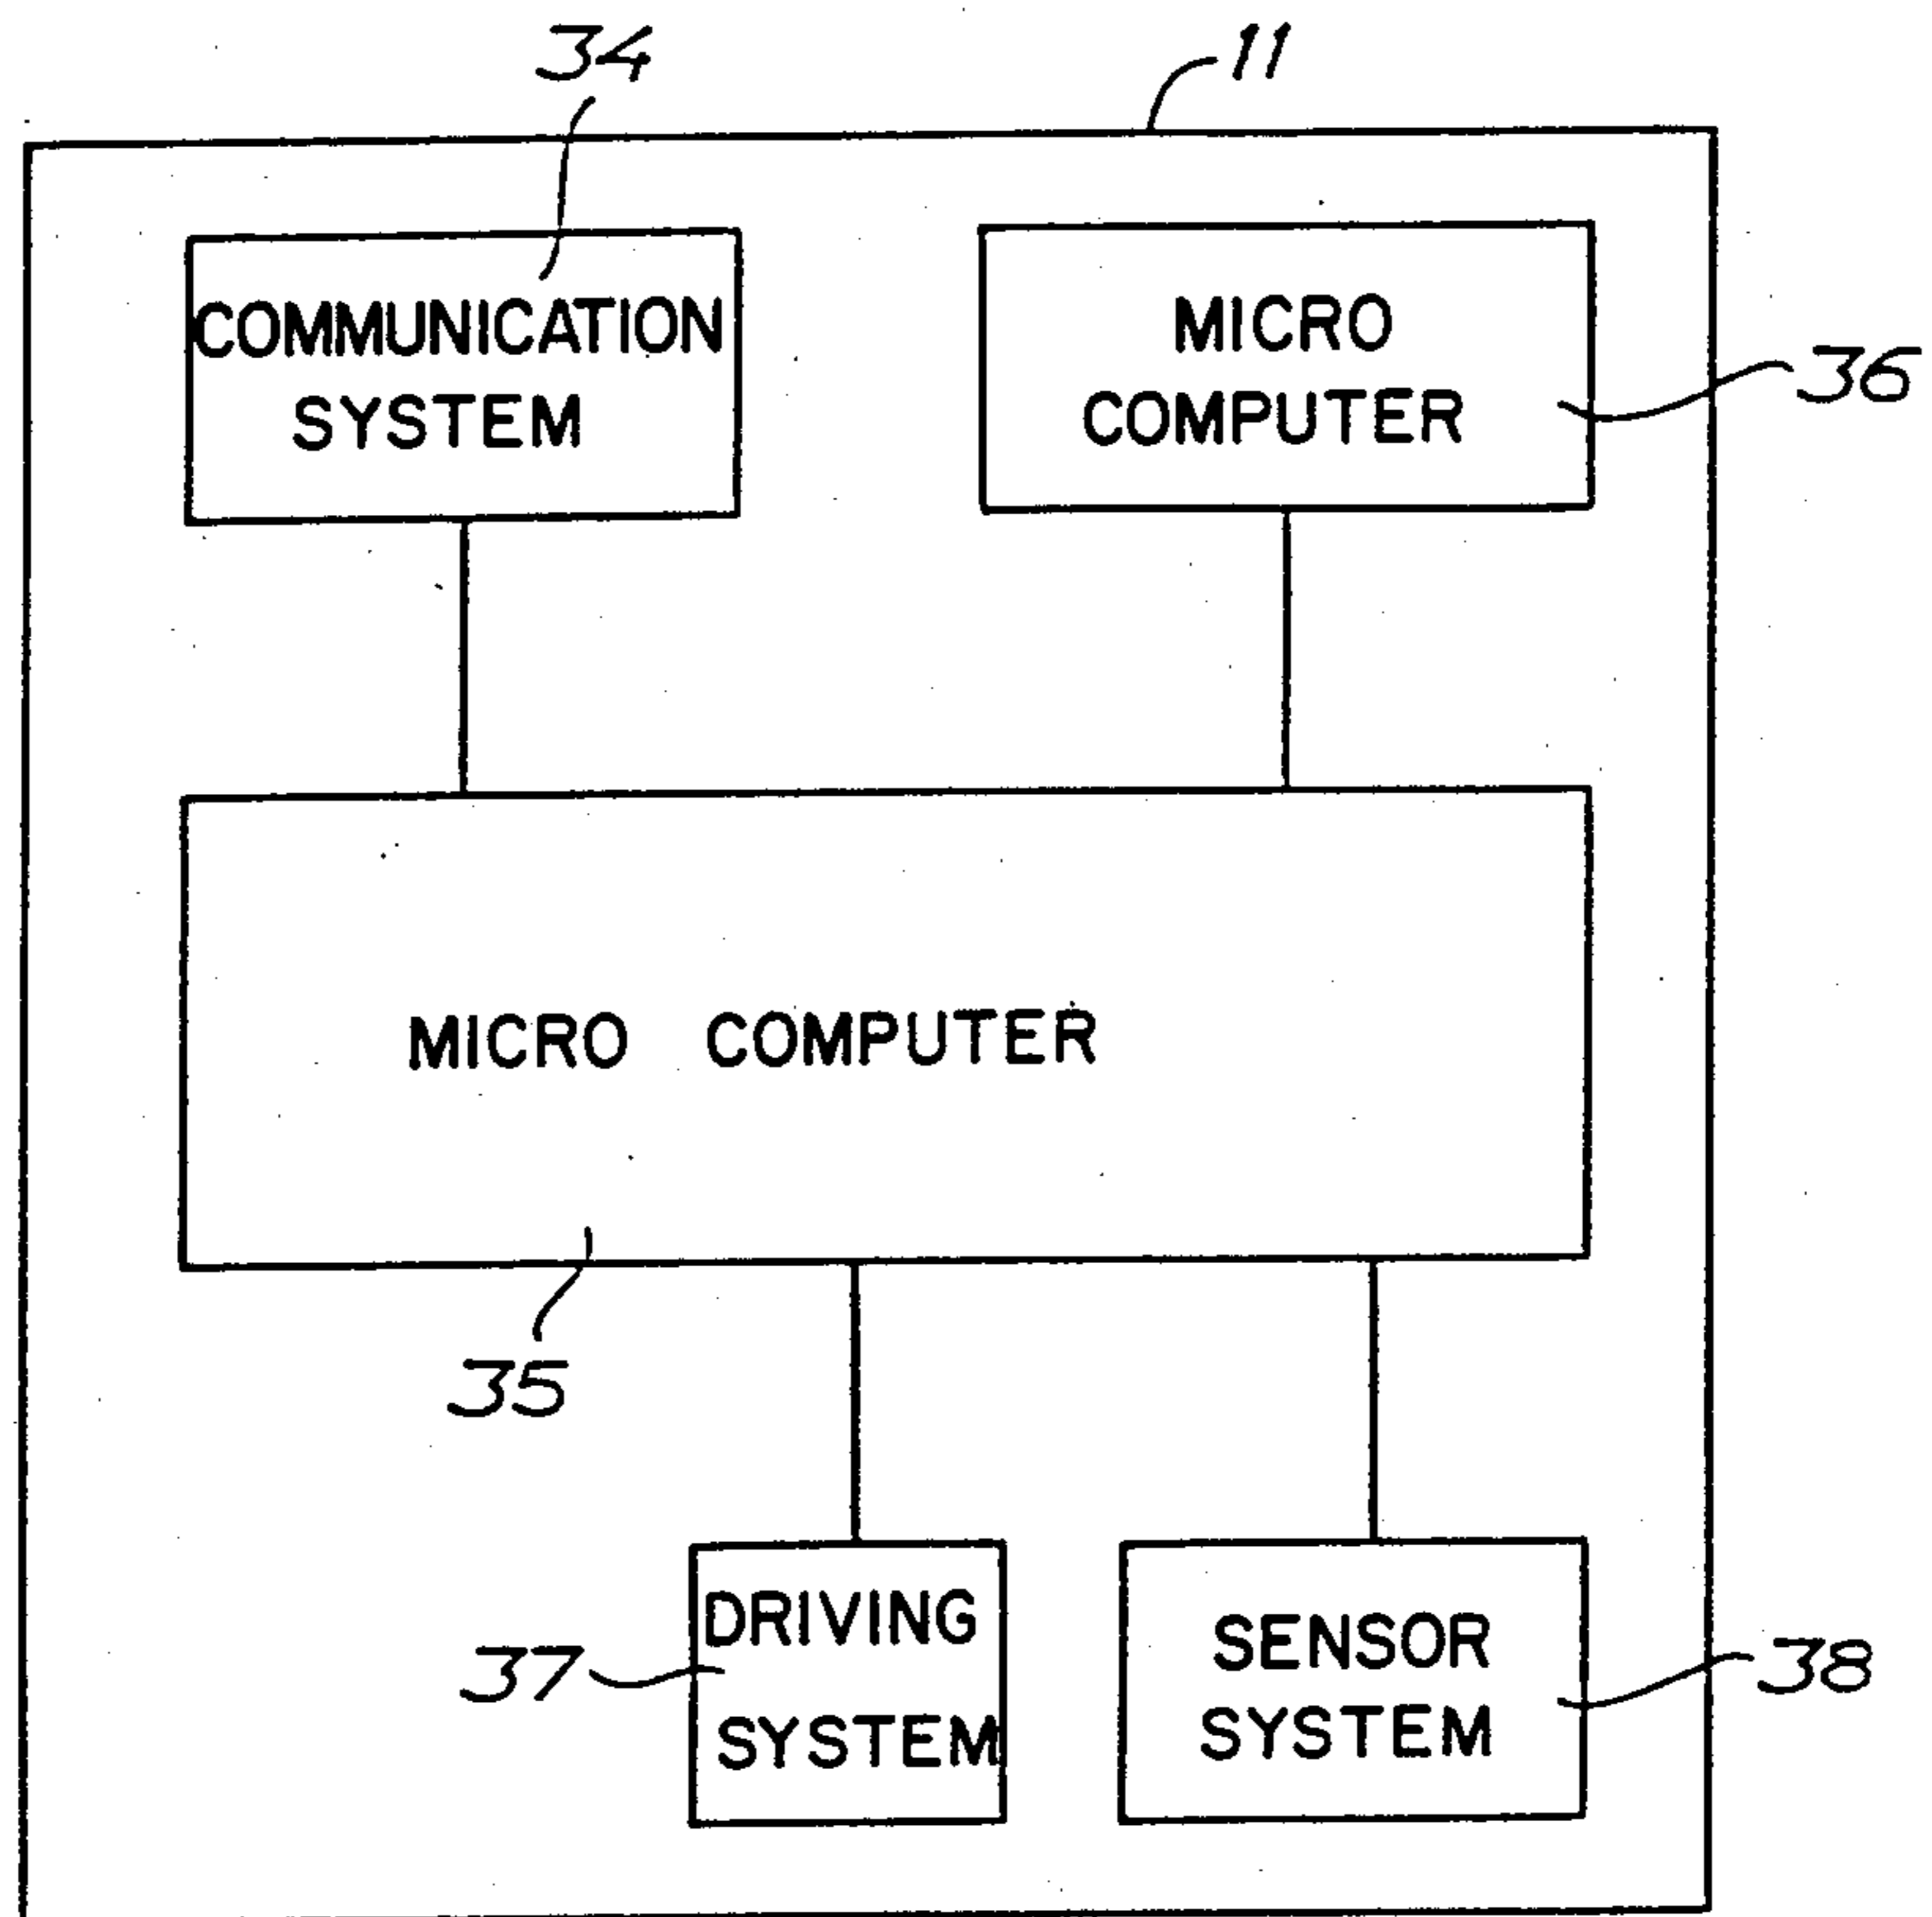 34
11
COMMUNICATION
SYSTEM
MICRO
COMPUTER
36
MICRO COMPUTER
35
DRIVING
SYSTEM
37
SENSOR
SYSTEM
38